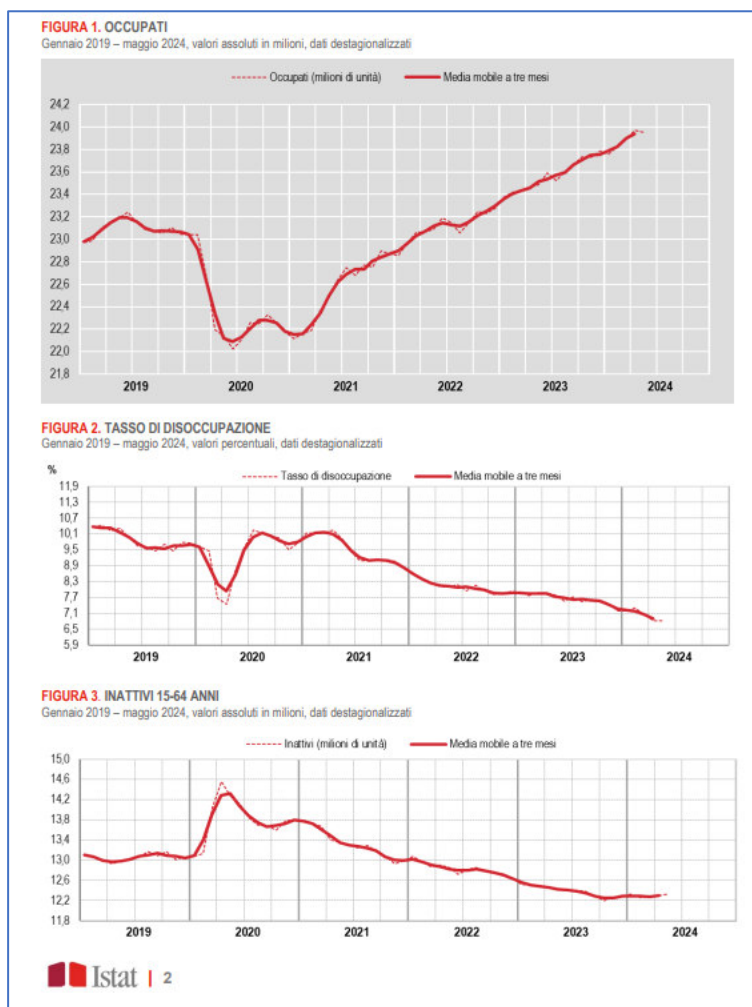 FIGURA 1. OCCUPATI
Gennaio 2019 – maggio 2024, valori assoluti in milioni, dati destagionalizzati
Occupati (milioni di unità) Media mobile a tre mesi
24,2
24,0
23,8
23,6
23,4
23,2
23,0
22,8
22,6
22,4
22,2
22,0
21,8
2019 2020 2021 2022 2023 2024
FIGURA 2. TASSO DI DISOCCUPAZIONE
Gennaio 2019 – maggio 2024, valori percentuali, dati destagionalizzati
%
Tasso di disoccupazione Media mobile a tre mesi
11,9
11,3
10,7
10,1
9,5
8,9
8,3
7,7
7,1
6,5
5,9
2019 2020 2021 2022 2023 2024
FIGURA 3. INATTIVI 15-64 ANNI
Gennaio 2019 – maggio 2024, valori assoluti in milioni, dati destagionalizzati
Inattivi (milioni di unità) Media mobile a tre mesi
15,0
14,6
14,2
13,8
13,4
13,0
12,6
12,2
11,8
2019 2020 2021 2022 2023 2024
Istat | 2